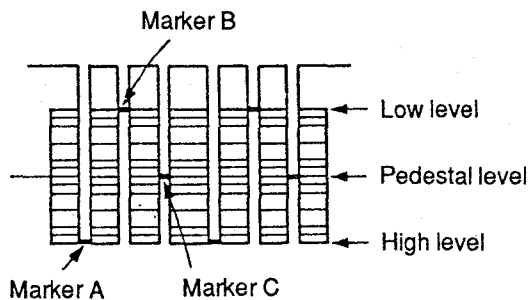 Marker B
Low level
Pedestal level
High level
Marker A
Marker C